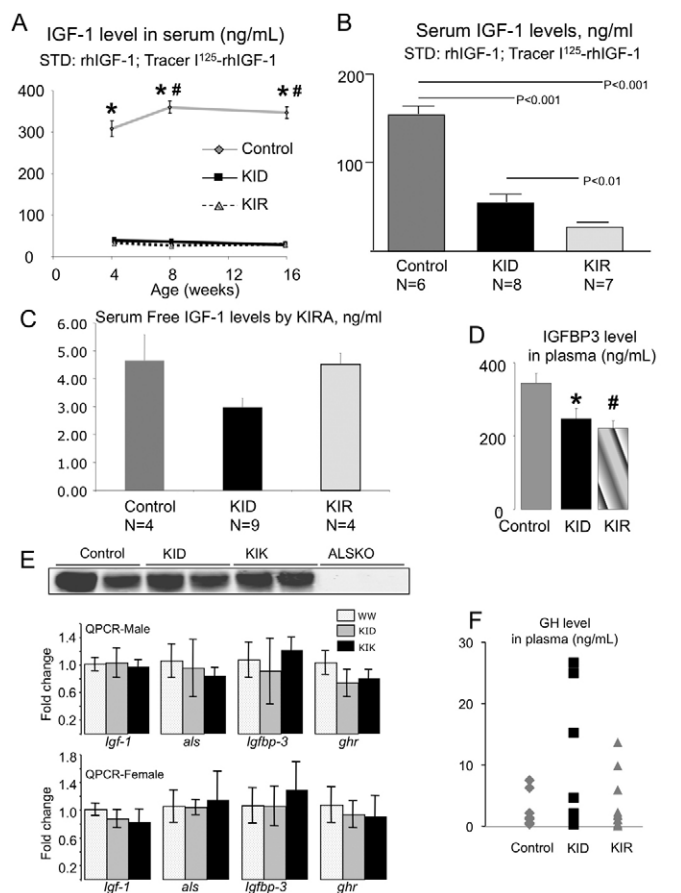 A
IGF-1 level in serum (ng/mL)
STD: rhIGF-1; Tracer I125-rhIGF-1
400
300
200
100
0
* *# *#
Control
KID
KIR
0 4 8 12 16
Age (weeks)
B
Serum IGF-1 levels, ng/ml
STD: rhIGF-1; Tracer I125-rhIGF-1
200
100
P<0.001
P<0.001
P<0.01
Control KID KIR
N=6 N=8 N=7
C
Serum Free IGF-1 levels by KIRA, ng/ml
6.00
5.00
4.00
3.00
2.00
1.00
0.00
Control KID KIR
N=4 N=9 N=4
D
IGFBP3 level
in plasma (ng/mL)
400
200
0
* #
Control KID KIR
E
Control KID KIK ALSKO
QPCR-Male
WW
KID
KIK
Fold change
1.4
1.0
0.6
0.2
Igf-1 als Igfbp-3 ghr
QPCR-Female
Fold change
1.8
1.4
1.0
0.6
0.2
Igf-1 als Igfbp-3 ghr
F
GH level
in plasma (ng/mL)
30
20
10
0
Control KID KIR